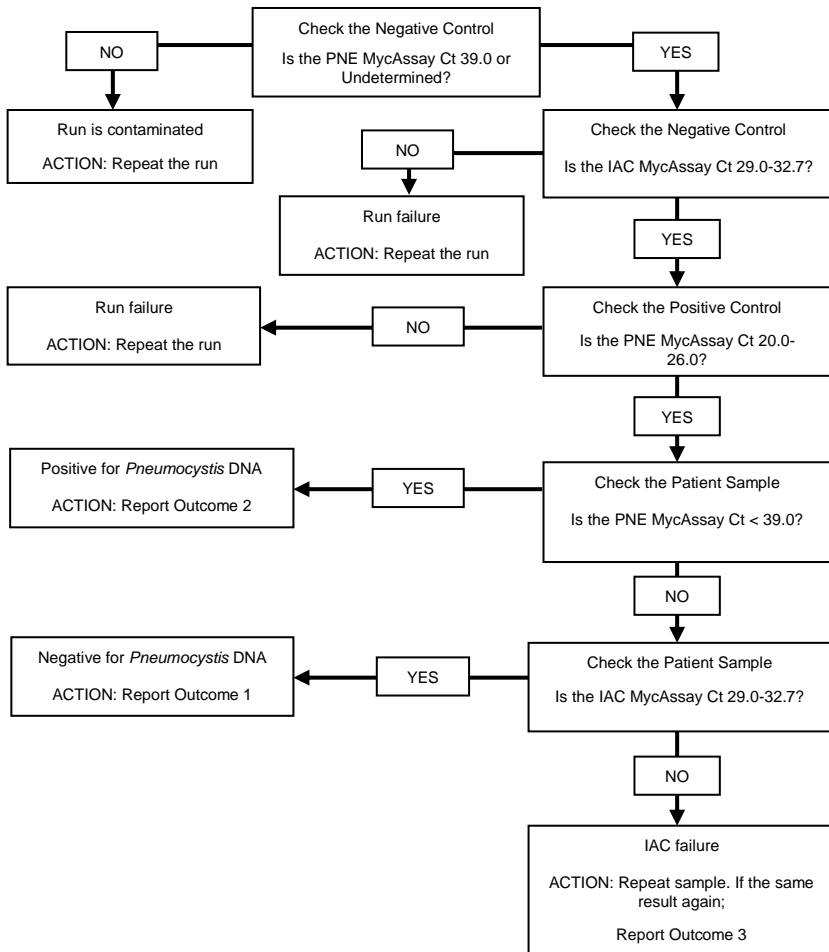 Check the Negative Control
Is the PNE MycAssay Ct 39.0 or
Undetermined?
NO
YES
Run is contaminated
ACTION: Repeat the run
Check the Negative Control
Is the IAC MycAssay Ct 29.0-32.7?
NO
Run failure
ACTION: Repeat the run
YES
Run failure
ACTION: Repeat the run
NO
Check the Positive Control
Is the PNE MycAssay Ct 20.0-
26.0?
YES
Positive for Pneumocystis DNA
ACTION: Report Outcome 2
YES
Check the Patient Sample
Is the PNE MycAssay Ct < 39.0?
NO
Negative for Pneumocystis DNA
ACTION: Report Outcome 1
YES
Check the Patient Sample
Is the IAC MycAssay Ct 29.0-32.7?
NO
IAC failure
ACTION: Repeat sample. If the same
result again;
Report Outcome 3